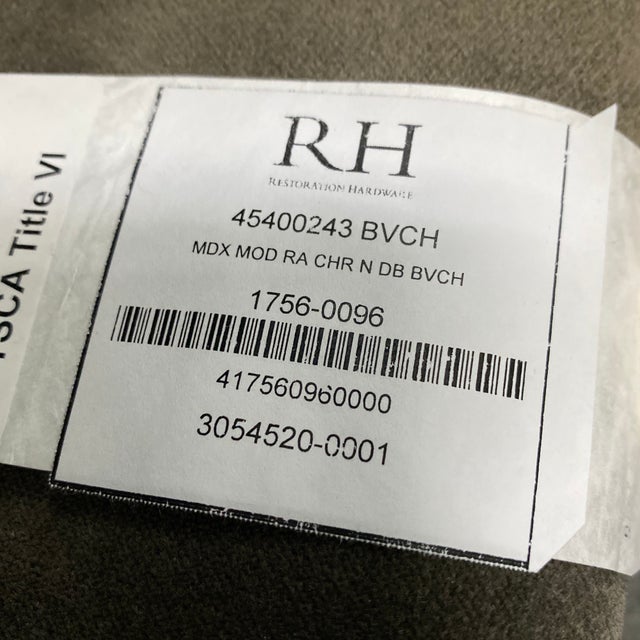 RH
RESTORATION HARDWARE
45400243 BVCH
MDX MOD RA CHR N DB BVCH
1756-0096
417560960000
3054520-0001
TSCA Title VI